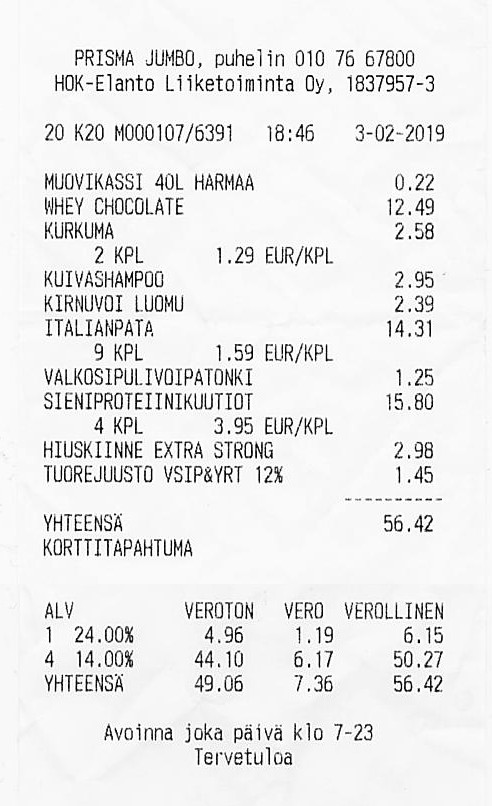 PRISMA JUMBO, puhelin 010 76 67800
HOK-Elanto Liiketoiminta Oy, 1837957-3
20 K20 M000107/6391 18:46 3-02-2019
MUOVIKASSI 40L HARMAA 0.22
WHEY CHOCOLATE 12.49
KURKUMA 2.58
2 KPL 1.29 EUR/KPL
KUIVASHAMPOO 2.95
KIRNUVOI LUOMU 2.39
ITALIANPATA 14.31
9 KPL 1.59 EUR/KPL
VALKOSIPULIVOIPATONKI 1.25
SIENIPROTEIINIKUUTIOT 15.80
4 KPL 3.95 EUR/KPL
HIUSKIINNE EXTRA STRONG 2.98
TUOREJUUSTO VSIP&YRT 12% 1.45
----------
YHTEENSÄ 56.42
KORTTITAPAHTUMA
ALV VEROTON VERO VEROLLINEN
1 24.00% 4.96 1.19 6.15
4 14.00% 44.10 6.17 50.27
YHTEENSÄ 49.06 7.36 56.42
Avoinna joka päivä klo 7-23
Tervetuloa